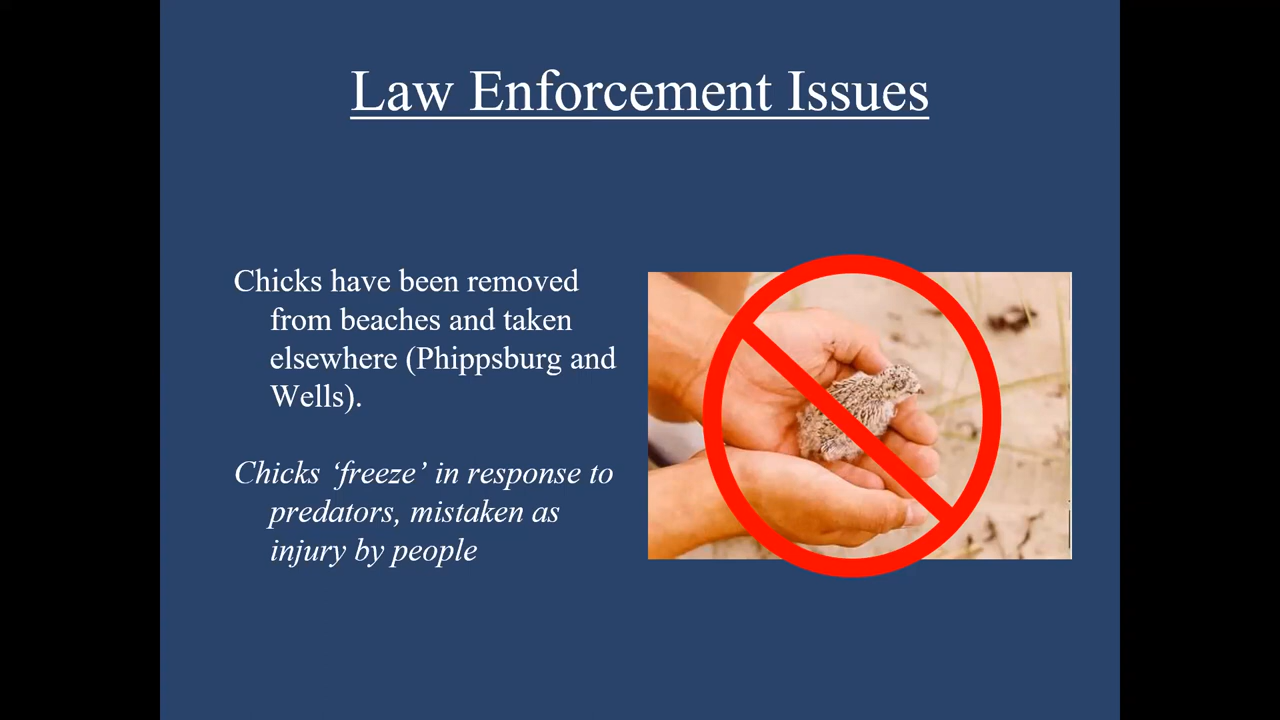 Law Enforcement Issues
Chicks have been removed
from beaches and taken
elsewhere (Phippsburg and
Wells).
Chicks ‘freeze’ in response to
predators, mistaken as
injury by people